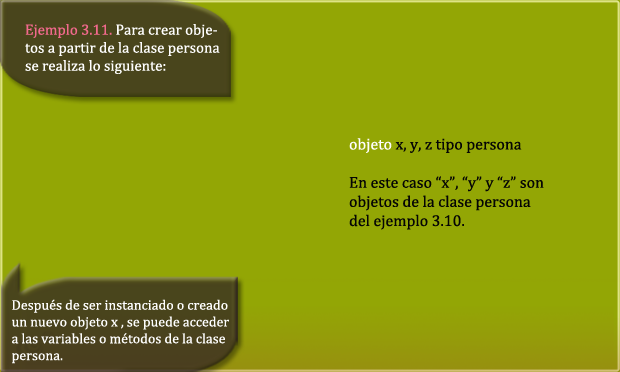 Ejemplo 3.11. Para crear obje-
tos a partir de la clase persona
se realiza lo siguiente:
objeto x, y, z tipo persona
En este caso “x”, “y” y “z” son
objetos de la clase persona
del ejemplo 3.10.
Después de ser instanciado o creado
un nuevo objeto x , se puede acceder
a las variables o métodos de la clase
persona.